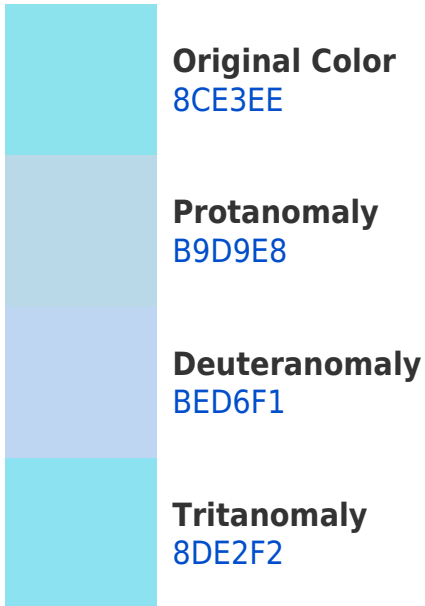 Original Color
8CE3EE
Protanomaly
B9D9E8
Deuteranomaly
BED6F1
Tritanomaly
8DE2F2